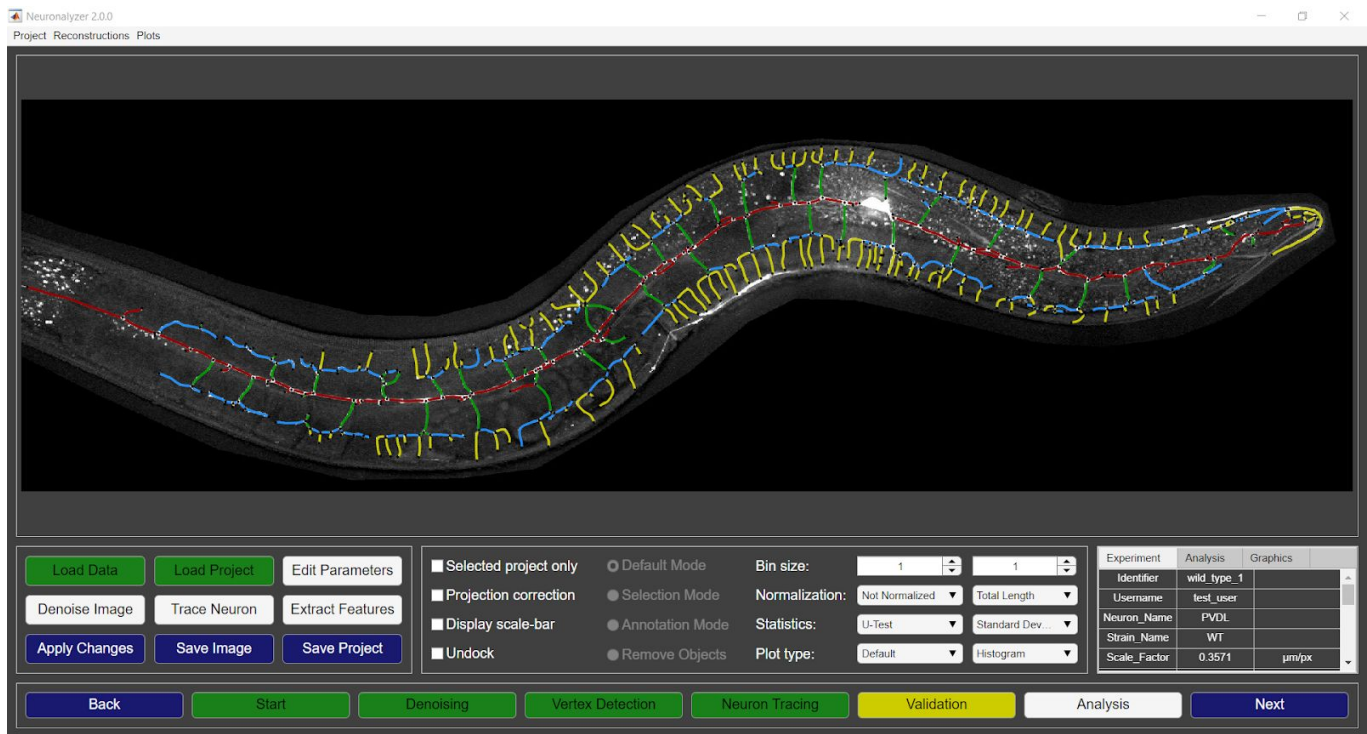 Neuronalyzer 2.0.0
Project Reconstructions Plots
Load Data Load Project Edit Parameters
Denoise Image Trace Neuron Extract Features
Apply Changes Save Image Save Project
Selected project only Default Mode Bin size: 1 1
Projection correction Selection Mode Normalization: Not Normalized Total Length
Display scale-bar Annotation Mode Statistics: U-Test Standard Dev...
Undock Remove Objects Plot type: Default Histogram
Experiment Analysis Graphics
Identifier wild_type_1
Username test_user
Neuron_Name PVDL
Strain_Name WT
Scale_Factor 0.3571 μm/px
Back Start Denoising Vertex Detection Neuron Tracing Validation Analysis Next